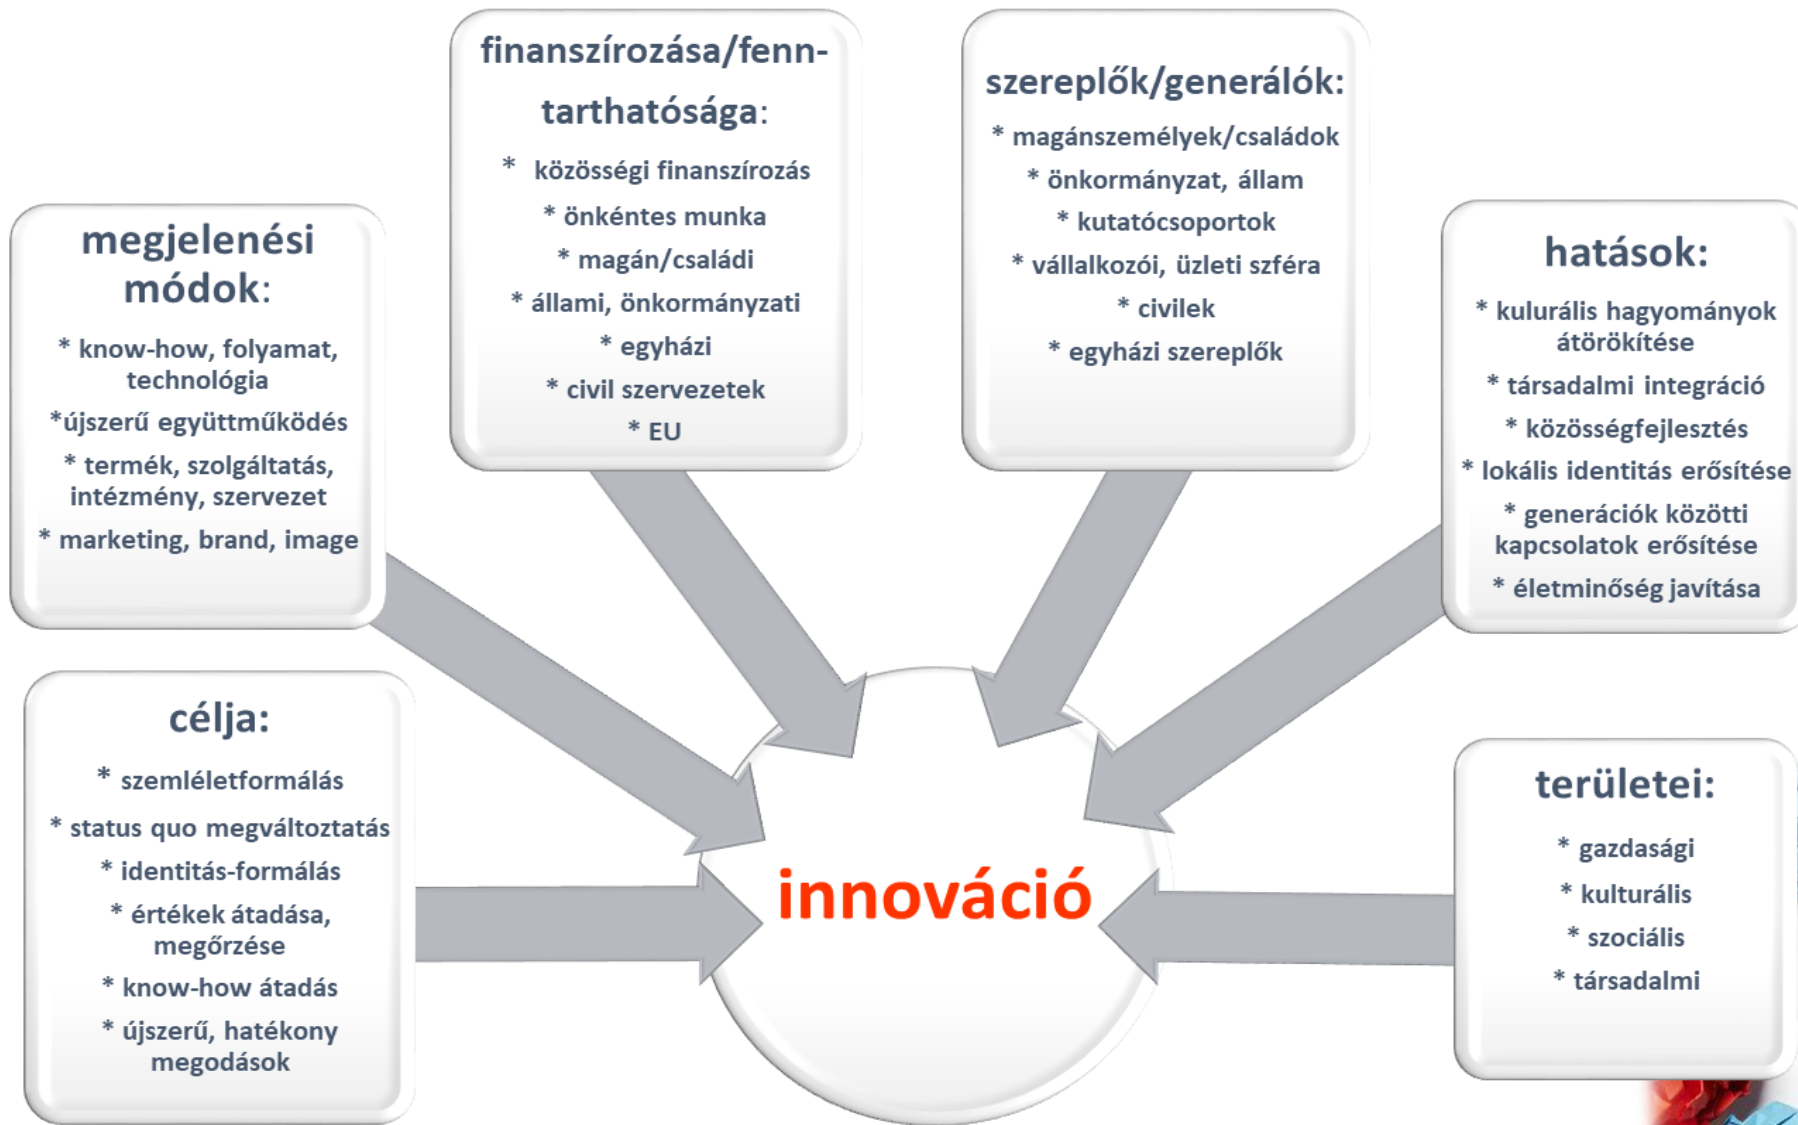 megjelenési
módok:
* know-how, folyamat,
technológia
*újszerű együttműködés
* termék, szolgáltatás,
intézmény, szervezet
* marketing, brand, image
finanszírozása/fenn-
tarthatósága:
* közösségi finanszírozás
* önkéntes munka
* magán/családi
* állami, önkormányzati
* egyházi
* civil szervezetek
* EU
szereplők/generálók:
* magánszemélyek/családok
* önkormányzat, állam
* kutatócsoportok
* vállalkozói, üzleti szféra
* civilek
* egyházi szereplők
hatások:
* kulurális hagyományok
átörökítése
* társadalmi integráció
* közösségfejlesztés
* lokális identitás erősítése
* generációk közötti
kapcsolatok erősítése
* életminőség javítása
célja:
* szemléletformálás
* status quo megváltoztatás
* identitás-formálás
* értékek átadása,
megőrzése
* know-how átadás
* újszerű, hatékony
megodások
innováció
területei:
* gazdasági
* kulturális
* szociális
* társadalmi